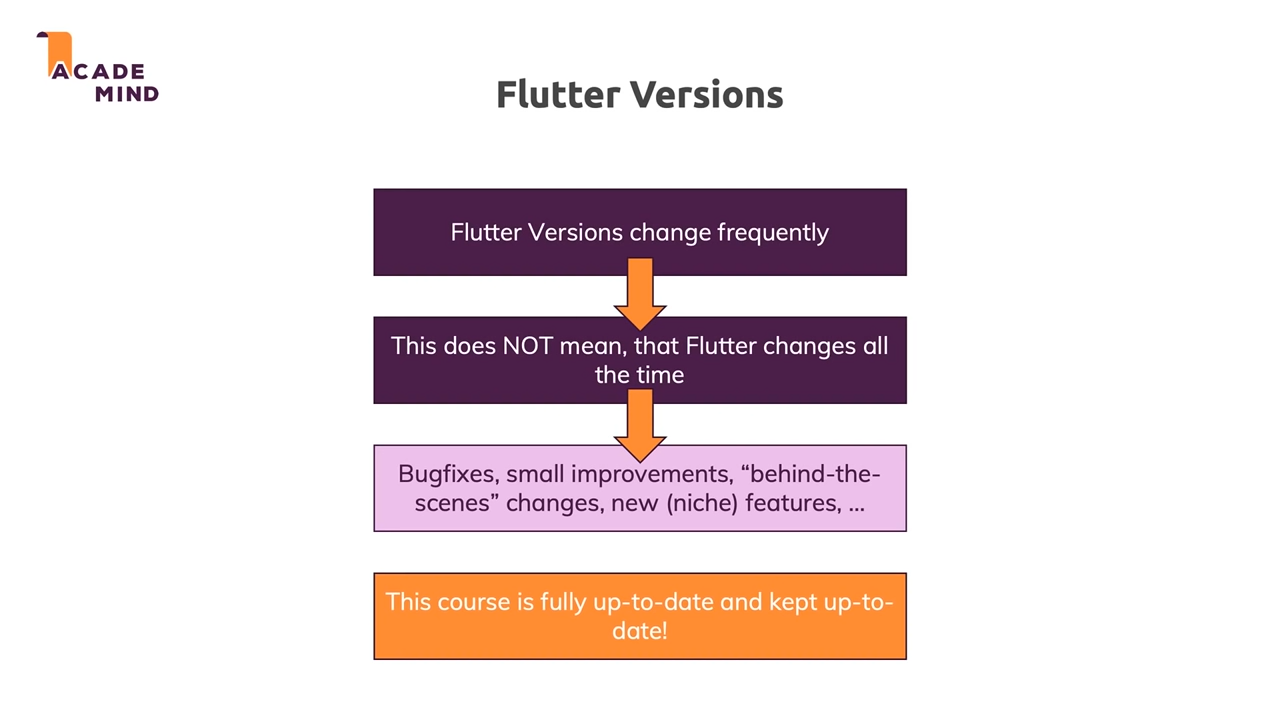 ACADE
MIND
Flutter Versions
Flutter Versions change frequently
This does NOT mean, that Flutter changes all
the time
Bugfixes, small improvements, “behind-the-
scenes” changes, new (niche) features, ...
This course is fully up-to-date and kept up-to-
date!